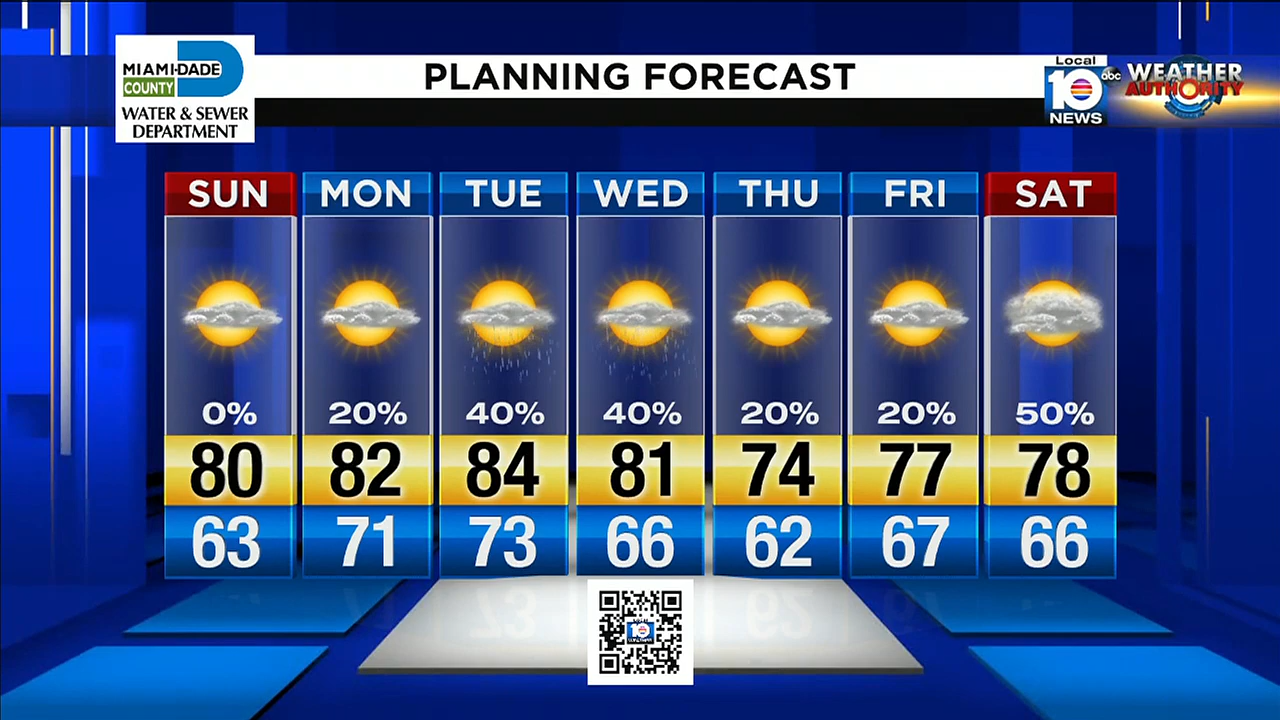 MIAMI-DADE
COUNTY
WATER & SEWER
DEPARTMENT
PLANNING FORECAST
Local
10
NEWS
abc
WEATHER
AUTHORITY
SUN MON TUE WED THU FRI SAT
0% 20% 40% 40% 20% 20% 50%
80 82 84 81 74 77 78
63 71 73 66 62 67 66
10